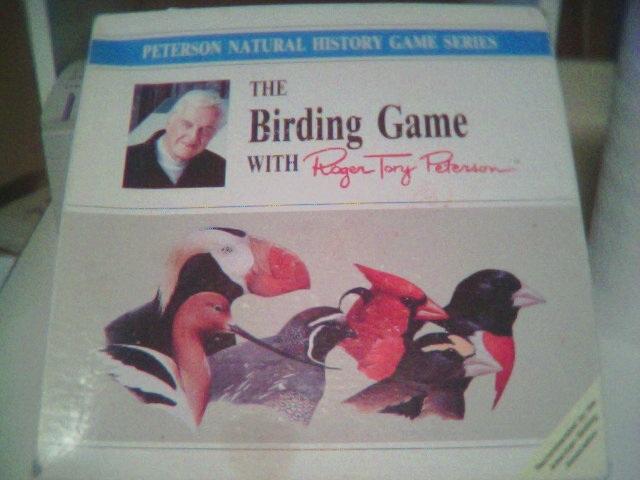 PETERSON NATURAL HISTORY GAME SERIES
THE
Birding Game
WITH Roger Tory Peterson